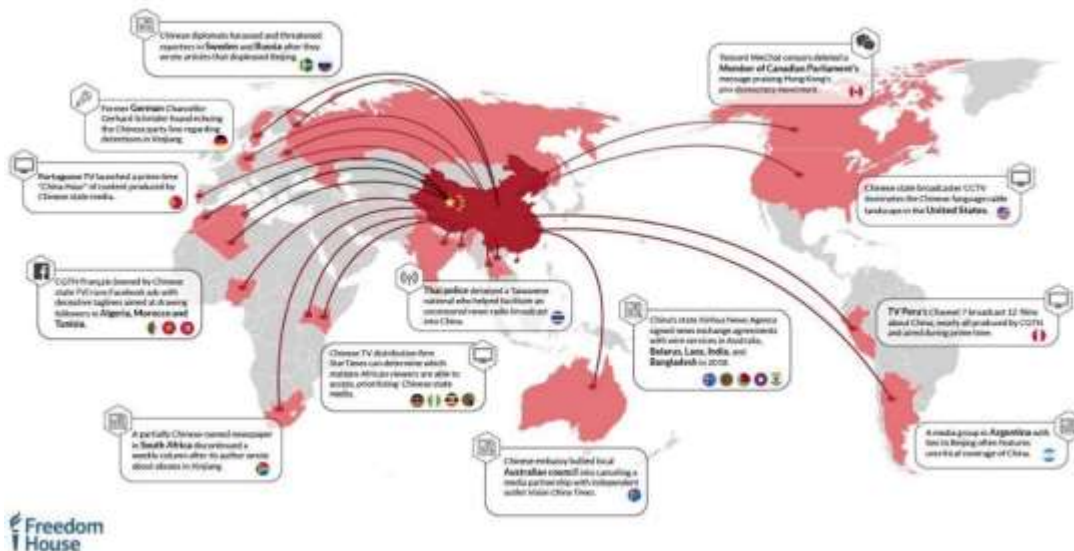 Chinese diplomats harassed and threatened
reporters in Sweden and Russia after they
wrote articles that displeased Beijing.
Former German Chancellor
Gerhard Schröder found echoing
the Chinese party line regarding
detentions in Xinjiang
Portuguese TV launched a prime-time
"China Hour" of content produced by
Chinese state media.
CGTN Français (owned by Chinese
state TV) runs Facebook ads with
deceptive taglines aimed at drawing
followers in Algeria, Morocco and
Tunisia.
A partially Chinese-owned newspaper
in South Africa discontinued a
weekly column after its author wrote
about abuses in Xinjiang
Chinese TV distribution firm
StarTimes can determine which
stations African viewers are able to
access, prioritizing Chinese state
media.
Thai police detained a Taiwanese
national who helped facilitate an
uncensored news radio broadcast
into China.
Chinese embassy bullied local
Australian council into canceling a
media partnership with independent
outlet Vision China Times.
China's state Xinhua News Agency
signed news exchange agreements
with wire services in Australia,
Belarus, Laos, India, and
Bangladesh in 2018.
Tencent WeChat censors deleted a
Member of Canadian Parliament's
message praising Hong Kong's
pro-democracy movement.
Chinese state broadcaster CCTV
dominates the Chinese-language cable
landscape in the United States.
TV Peru's Channel 7 broadcast 12 films
about China, nearly all produced by CGTN
and aired during prime time.
A media group in Argentina with
ties to Beijing often features
uncritical coverage of China.
Freedom
House